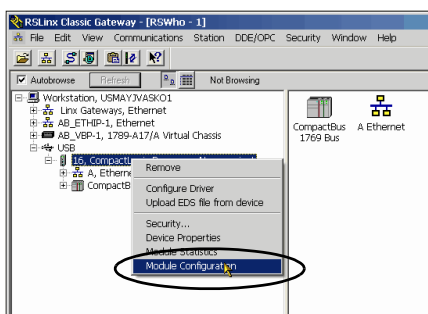 RSLinx Classic Gateway - [RSWho - 1]
File Edit View Communications Station DDE/OPC Security Window Help
Autobrowse Refresh Not Browsing
Workstation, USMAYJVASKO1
Linx Gateways, Ethernet
AB_ETHIP-1, Ethernet
AB_VBP-1, 1789-A17/A Virtual Chassis
USB
16, CompactL
A, Etherne
CompactB
Remove
Configure Driver
Upload EDS file from device
Security...
Device Properties
Module Statistics
Module Configuration
CompactBus
1769 Bus
A Ethernet